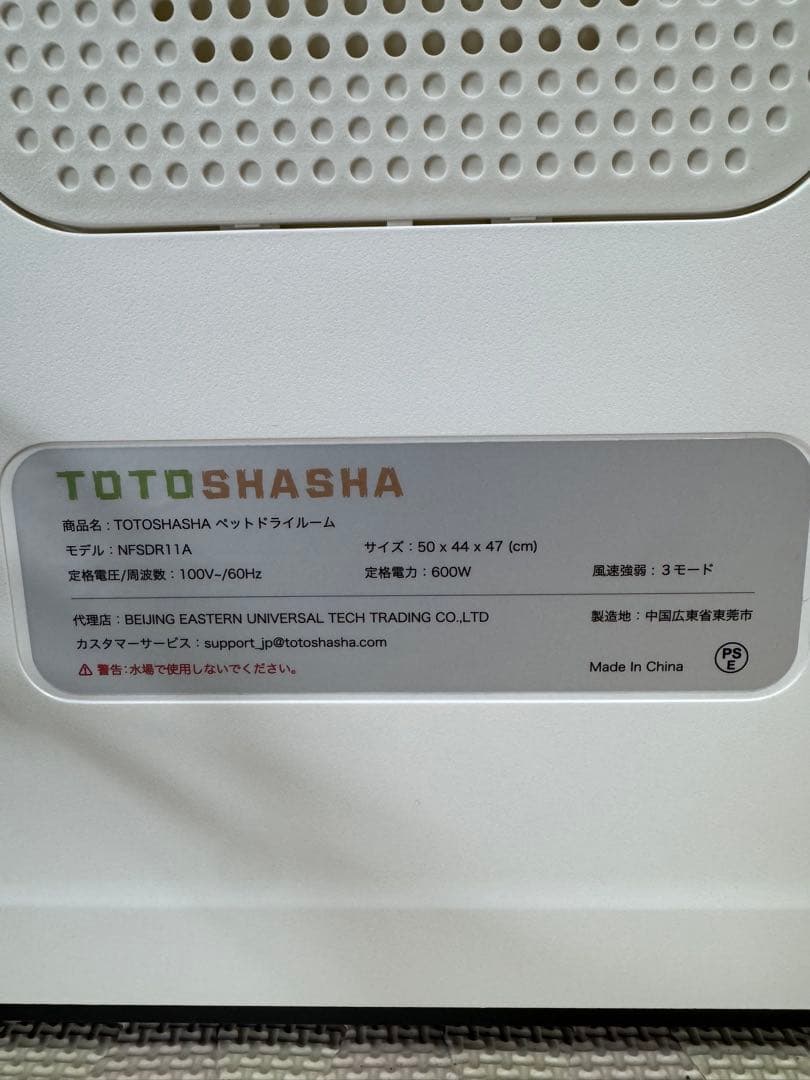 TOTOSHASHA
商品名：TOTOSHASHA ペットドライルーム
モデル：NFSDR11A
サイズ：50 x 44 x 47 (cm)
定格電圧/周波数：100V~/60Hz
定格電力：600W
風速強弱：3モード
代理店：BEIJING EASTERN UNIVERSAL TECH TRADING CO.,LTD
製造地：中国広東省東莞市
カスタマーサービス：support_jp@totoshasha.com
⚠ 警告：水場で使用しないでください。
Made In China
PS
E